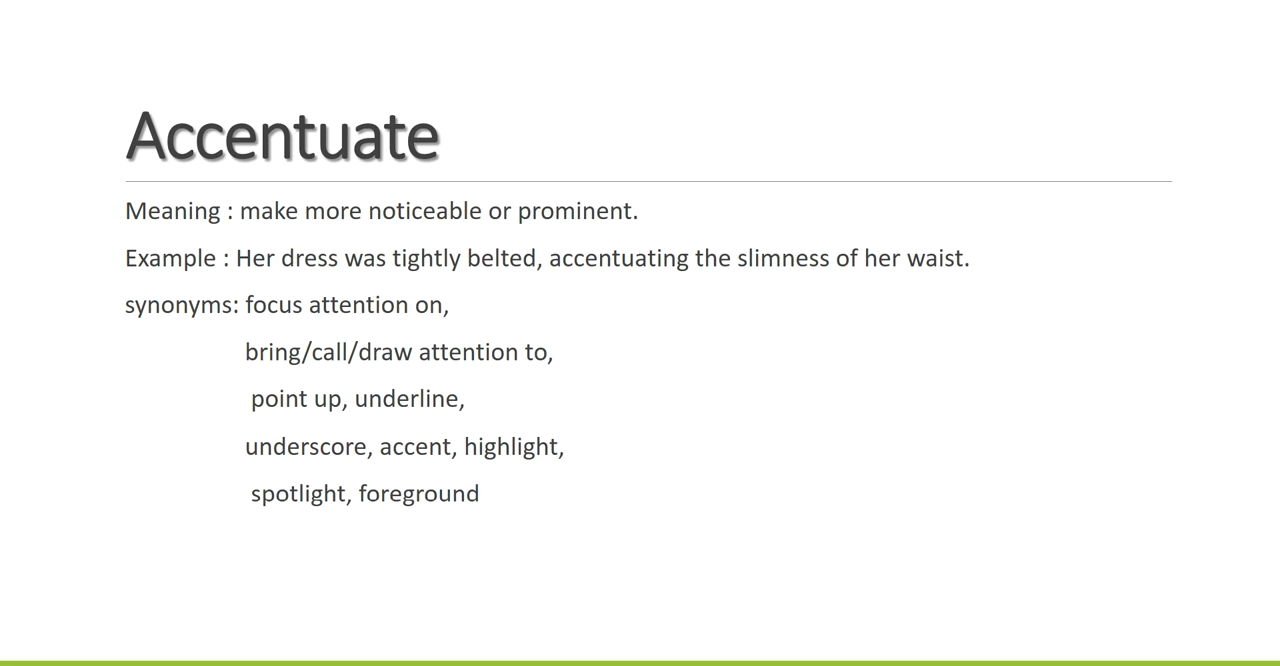 Accentuate
Meaning : make more noticeable or prominent.
Example : Her dress was tightly belted, accentuating the slimness of her waist.
synonyms: focus attention on,
bring/call/draw attention to,
point up, underline,
underscore, accent, highlight,
spotlight, foreground